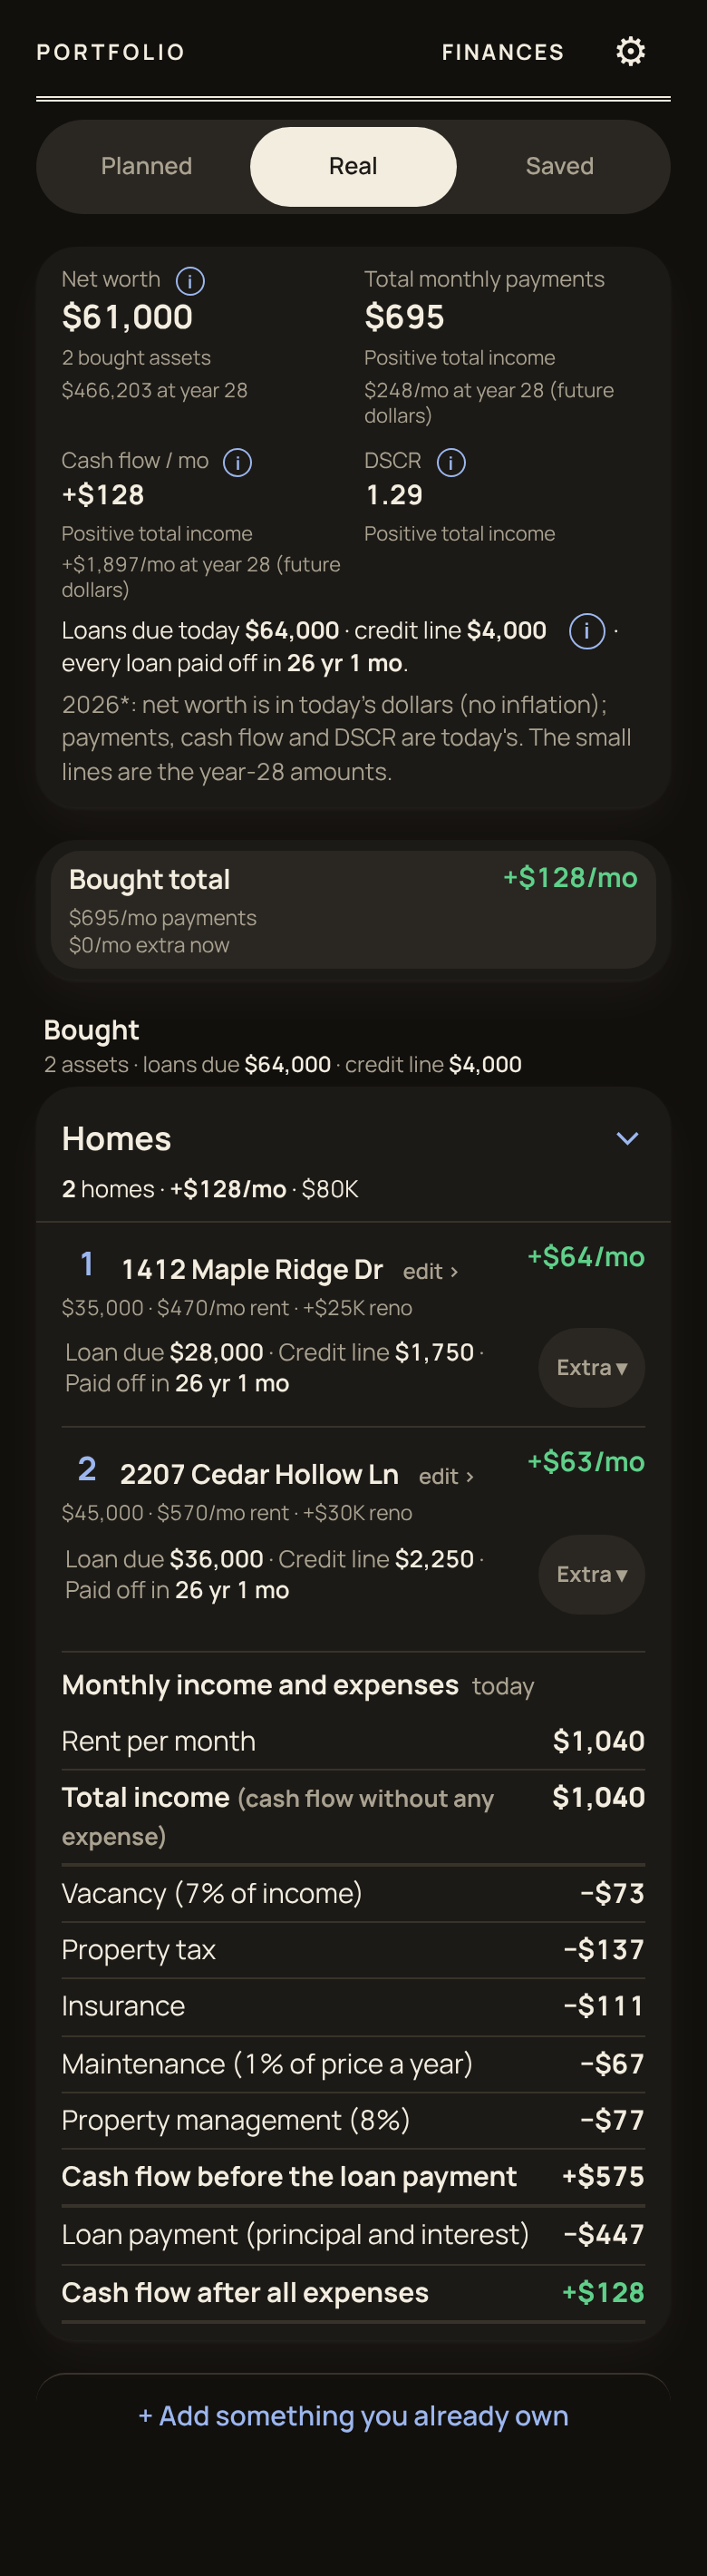 PORTFOLIO FINANCES
Planned Real Saved
Net worth i
$61,000
2 bought assets
$466,203 at year 28
Total monthly payments
$695
Positive total income
$248/mo at year 28 (future
dollars)
Cash flow / mo i
+$128
Positive total income
+$1,897/mo at year 28 (future
dollars)
DSCR i
1.29
Positive total income
Loans due today $64,000 · credit line $4,000 i ·
every loan paid off in 26 yr 1 mo.
2026*: net worth is in today's dollars (no inflation);
payments, cash flow and DSCR are today's. The small
lines are the year-28 amounts.
Bought total +$128/mo
$695/mo payments
$0/mo extra now
Bought
2 assets · loans due $64,000 · credit line $4,000
Homes
2 homes · +$128/mo · $80K
1 1412 Maple Ridge Dr edit › +$64/mo
$35,000 · $470/mo rent · +$25K reno
Loan due $28,000 · Credit line $1,750 ·
Paid off in 26 yr 1 mo
Extra ▾
2 2207 Cedar Hollow Ln edit › +$63/mo
$45,000 · $570/mo rent · +$30K reno
Loan due $36,000 · Credit line $2,250 ·
Paid off in 26 yr 1 mo
Extra ▾
Monthly income and expenses today
Rent per month $1,040
Total income (cash flow without any $1,040
expense)
Vacancy (7% of income) −$73
Property tax −$137
Insurance −$111
Maintenance (1% of price a year) −$67
Property management (8%) −$77
Cash flow before the loan payment +$575
Loan payment (principal and interest) −$447
Cash flow after all expenses +$128
+ Add something you already own